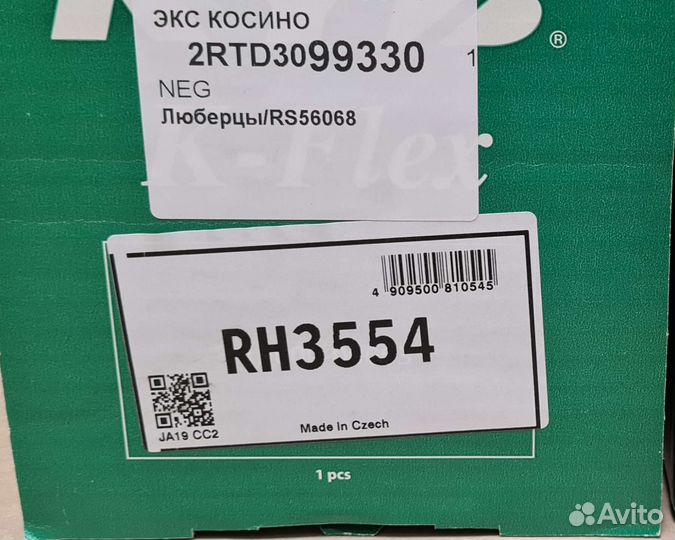 ЭКС КОСИНО
2RTD3099330 1
NEG
Люберцы/RS56068
K-Flex
®
4 909500 810545
RH3554
JA19 CC2
Made In Czech
1 pcs
Avito